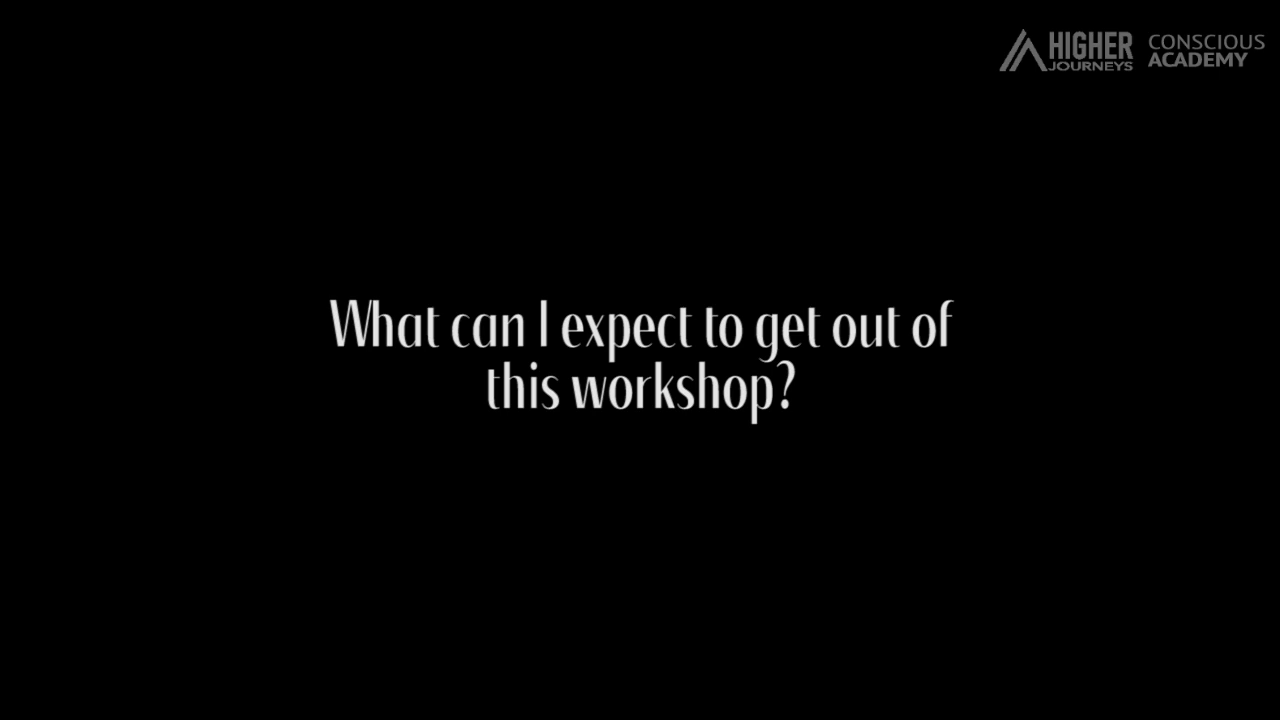 HIGHER
JOURNEYS
CONSCIOUS
ACADEMY
What can I expect to get out of
this workshop?